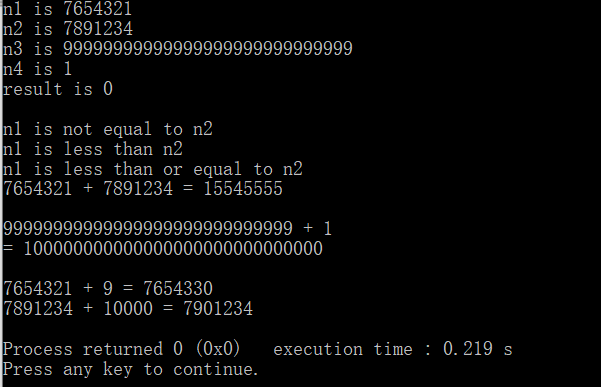 n1 is 7654321
n2 is 7891234
n3 is 99999999999999999999999999999
n4 is 1
result is 0
n1 is not equal to n2
n1 is less than n2
n1 is less than or equal to n2
7654321 + 7891234 = 15545555
99999999999999999999999999999 + 1
= 100000000000000000000000000000
7654321 + 9 = 7654330
7891234 + 10000 = 7901234
Process returned 0 (0x0)   execution time : 0.219 s
Press any key to continue.